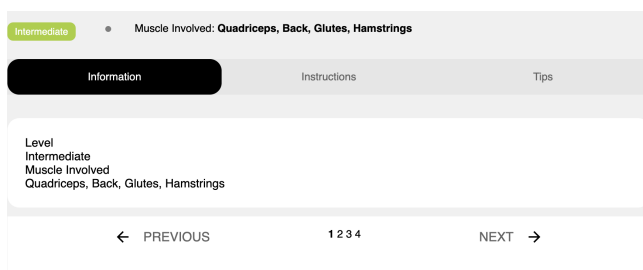 Intermediate Muscle Involved: Quadriceps, Back, Glutes, Hamstrings
Information Instructions Tips
Level
Intermediate
Muscle Involved
Quadriceps, Back, Glutes, Hamstrings
← PREVIOUS 1 2 3 4 NEXT →